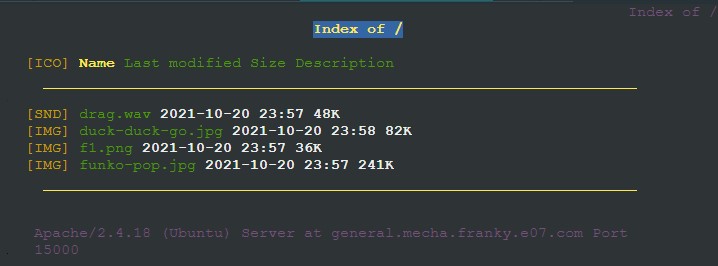 Index of /
Index of /
[ICO] Name Last modified Size Description
[SND] drag.wav 2021-10-20 23:57 48K
[IMG] duck-duck-go.jpg 2021-10-20 23:58 82K
[IMG] f1.png 2021-10-20 23:57 36K
[IMG] funko-pop.jpg 2021-10-20 23:57 241K
Apache/2.4.18 (Ubuntu) Server at general.mecha.franky.e07.com Port
15000